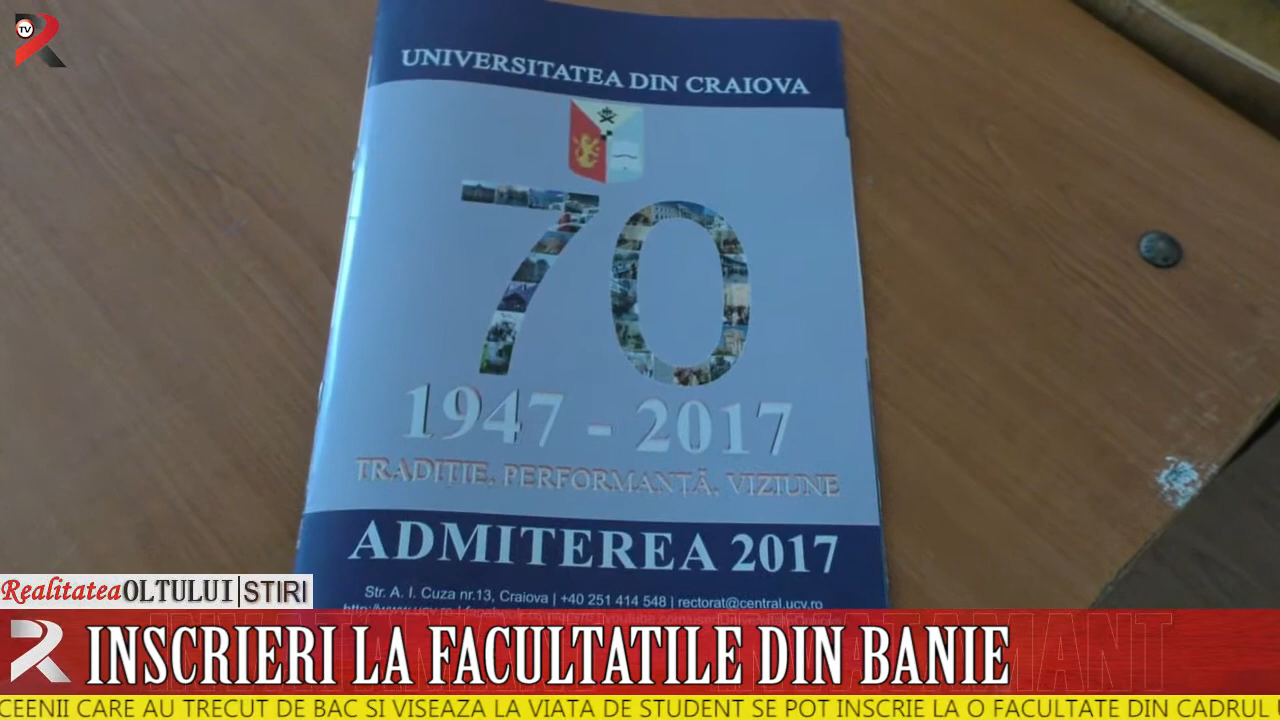 TV
UNIVERSITATEA DIN CRAIOVA
70
1947 - 2017
TRADIȚIE, PERFORMANȚĂ, VIZIUNE
ADMITEREA 2017
Str. A. I. Cuza nr.13, Craiova | +40 251 414 548 | rectorat@central.ucv.ro
RealitateaOLTULUI|STIRI
INSCRIERI LA FACULTATILE DIN BANIE
CEENII CARE AU TRECUT DE BAC SI VISEAZA LA VIATA DE STUDENT SE POT INSCRIE LA O FACULTATE DIN CADRUL